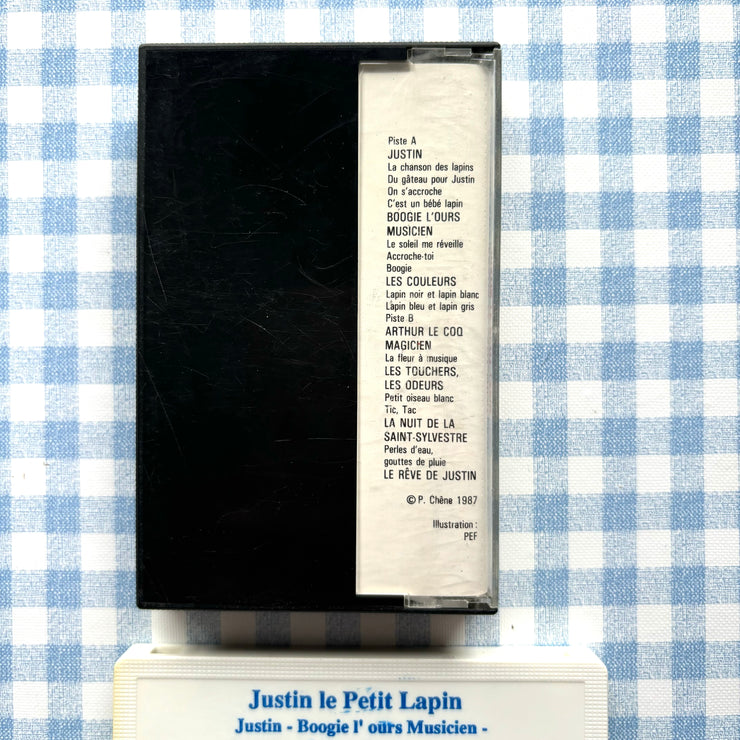 Piste A
JUSTIN
La chanson des lapins
Du gâteau pour Justin
On s'accroche
C'est un bébé lapin
BOOGIE L'OURS
MUSICIEN
Le soleil me réveille
Accroche-toi
Boogie
LES COULEURS
Lapin noir et lapin blanc
Lapin bleu et lapin gris
Piste B
ARTHUR LE COQ
MAGICIEN
La fleur à musique
LES TOUCHERS,
LES ODEURS
Petit oiseau blanc
Tic, Tac
LA NUIT DE LA
SAINT-SYLVESTRE
Perles d'eau,
gouttes de pluie
LE RÊVE DE JUSTIN
© P. Chêne 1987
Illustration :
PEF
Justin le Petit Lapin
Justin - Boogie l' ours Musicien -